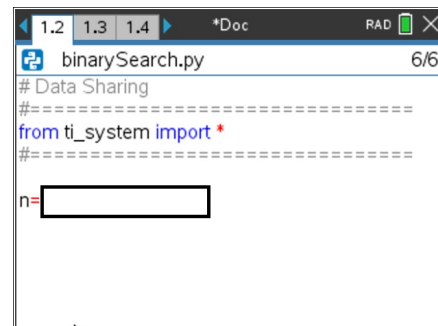 1.2 1.3 1.4 *Doc RAD
binarySearch.py 6/6
# Data Sharing
#================================
from ti_system import *
#================================
n=